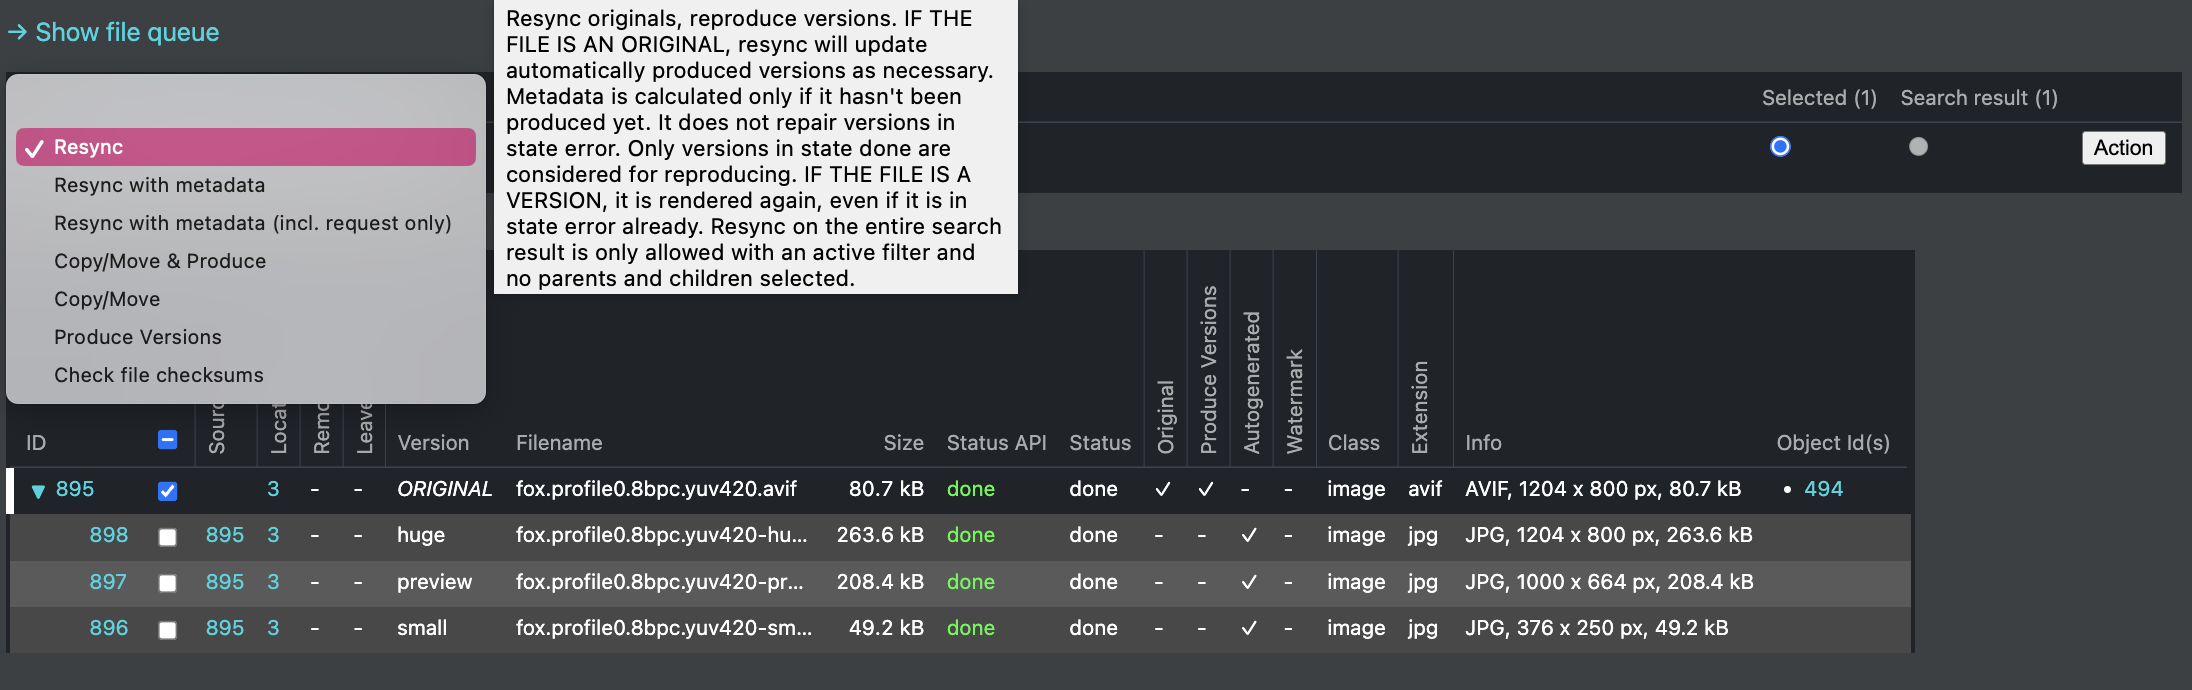 → Show file queue
Resync originals, reproduce versions. IF THE
FILE IS AN ORIGINAL, resync will update
automatically produced versions as necessary.
Metadata is calculated only if it hasn't been
produced yet. It does not repair versions in
state error. Only versions in state done are
considered for reproducing. IF THE FILE IS A
VERSION, it is rendered again, even if it is in
state error already. Resync on the entire search
result is only allowed with an active filter and
no parents and children selected.
Selected (1) Search result (1)
Action
✓ Resync
Resync with metadata
Resync with metadata (incl. request only)
Copy/Move & Produce
Copy/Move
Produce Versions
Check file checksums
ID Version Filename Size Status API Status Original Produce Versions Autogenerated Watermark Class Extension Info Object Id(s)
▼ 895 3 - - ORIGINAL fox.profile0.8bpc.yuv420.avif 80.7 kB done done ✓ ✓ - - image avif AVIF, 1204 x 800 px, 80.7 kB • 494
898 895 3 - - huge fox.profile0.8bpc.yuv420-hu... 263.6 kB done done - - ✓ - image jpg JPG, 1204 x 800 px, 263.6 kB
897 895 3 - - preview fox.profile0.8bpc.yuv420-pr... 208.4 kB done done - - ✓ - image jpg JPG, 1000 x 664 px, 208.4 kB
896 895 3 - - small fox.profile0.8bpc.yuv420-sm... 49.2 kB done done - - ✓ - image jpg JPG, 376 x 250 px, 49.2 kB